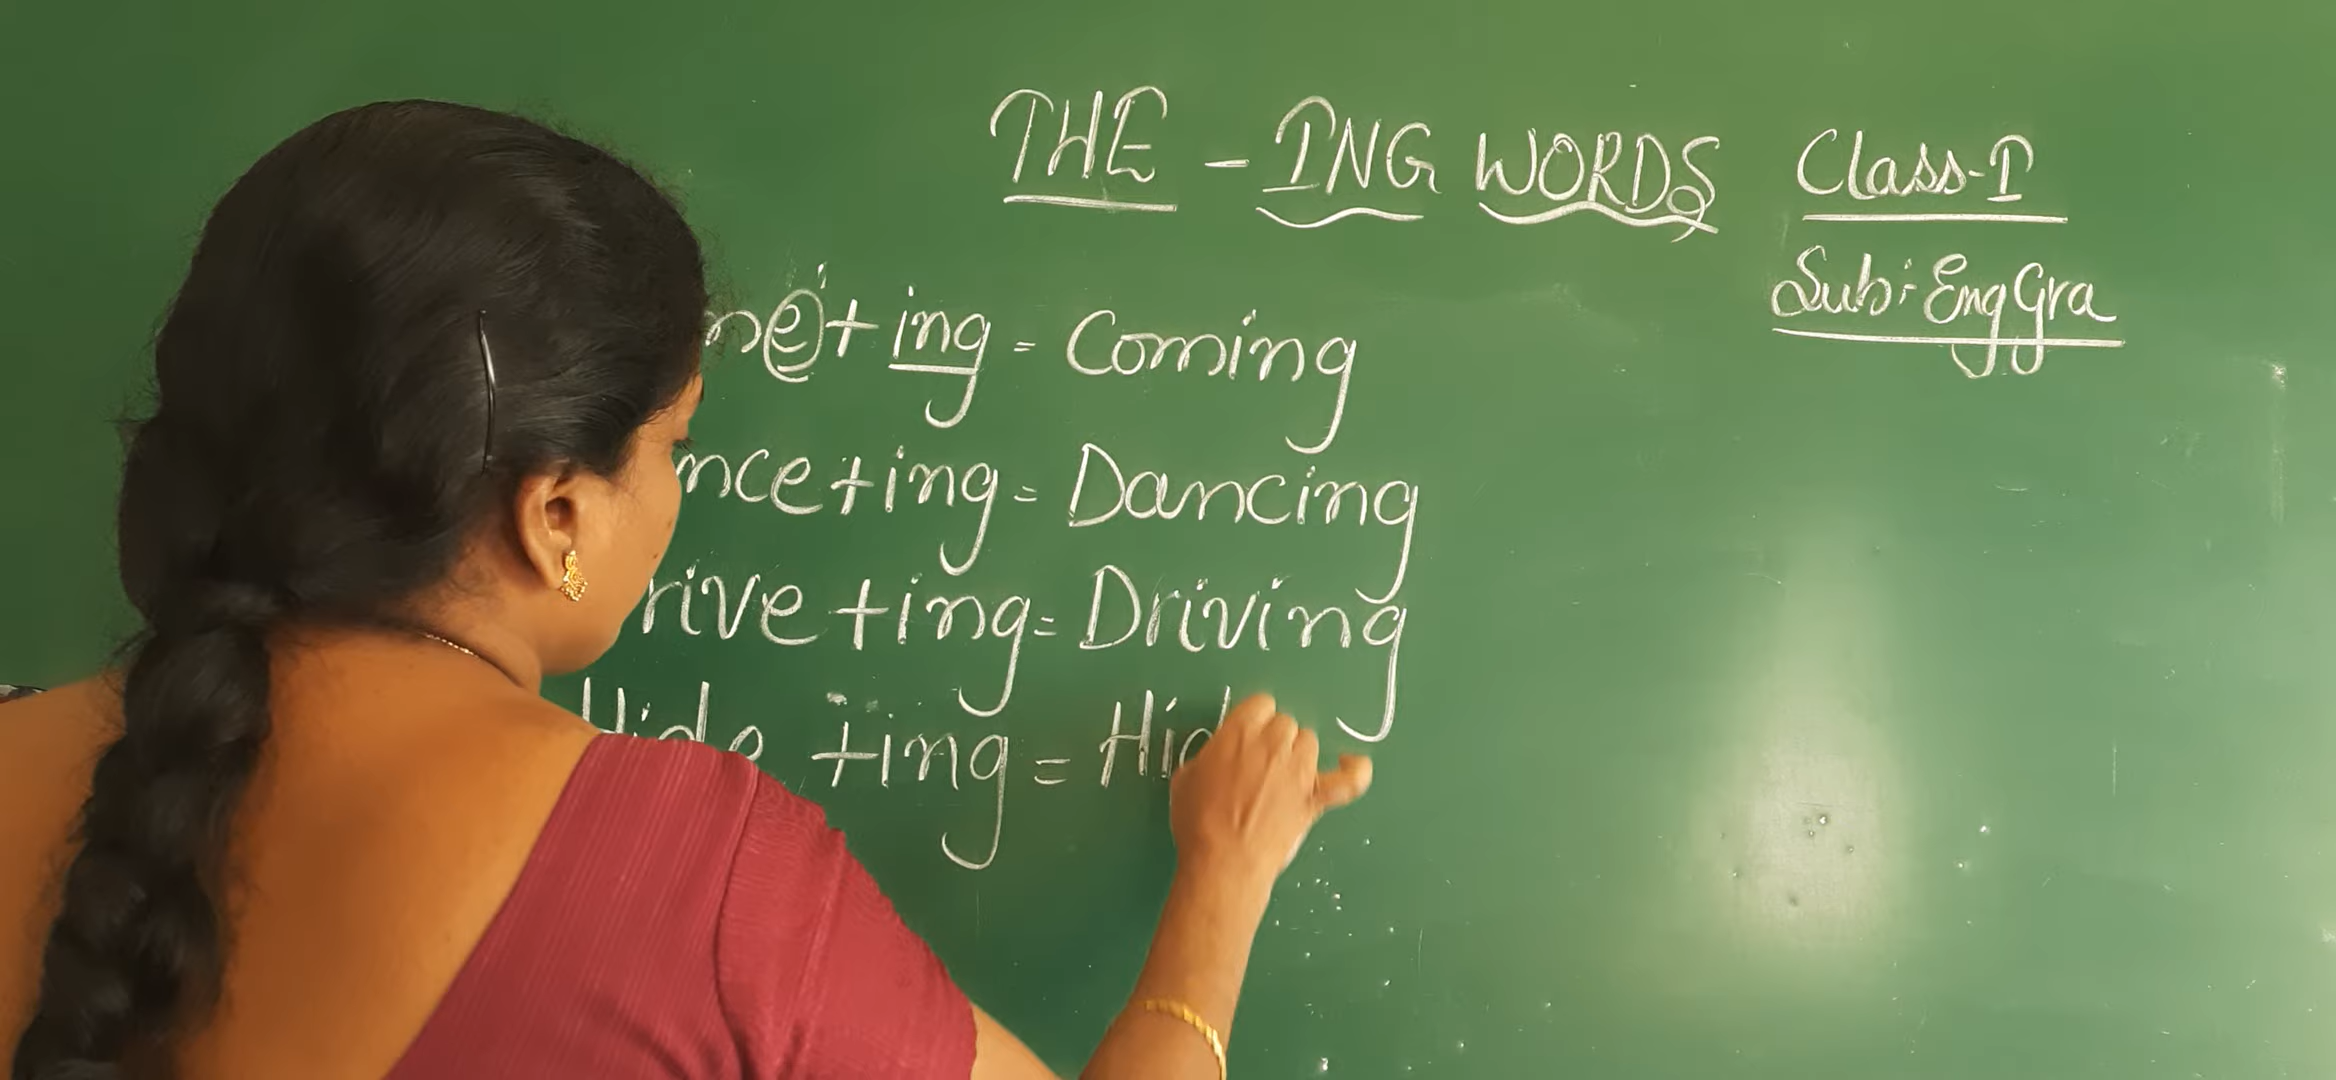 THE - ING WORDS Class-I
Sub: Eng Gra
me + ing = Coming
nce + ing = Dancing
rive + ing = Driving
Hide + ing = Hid